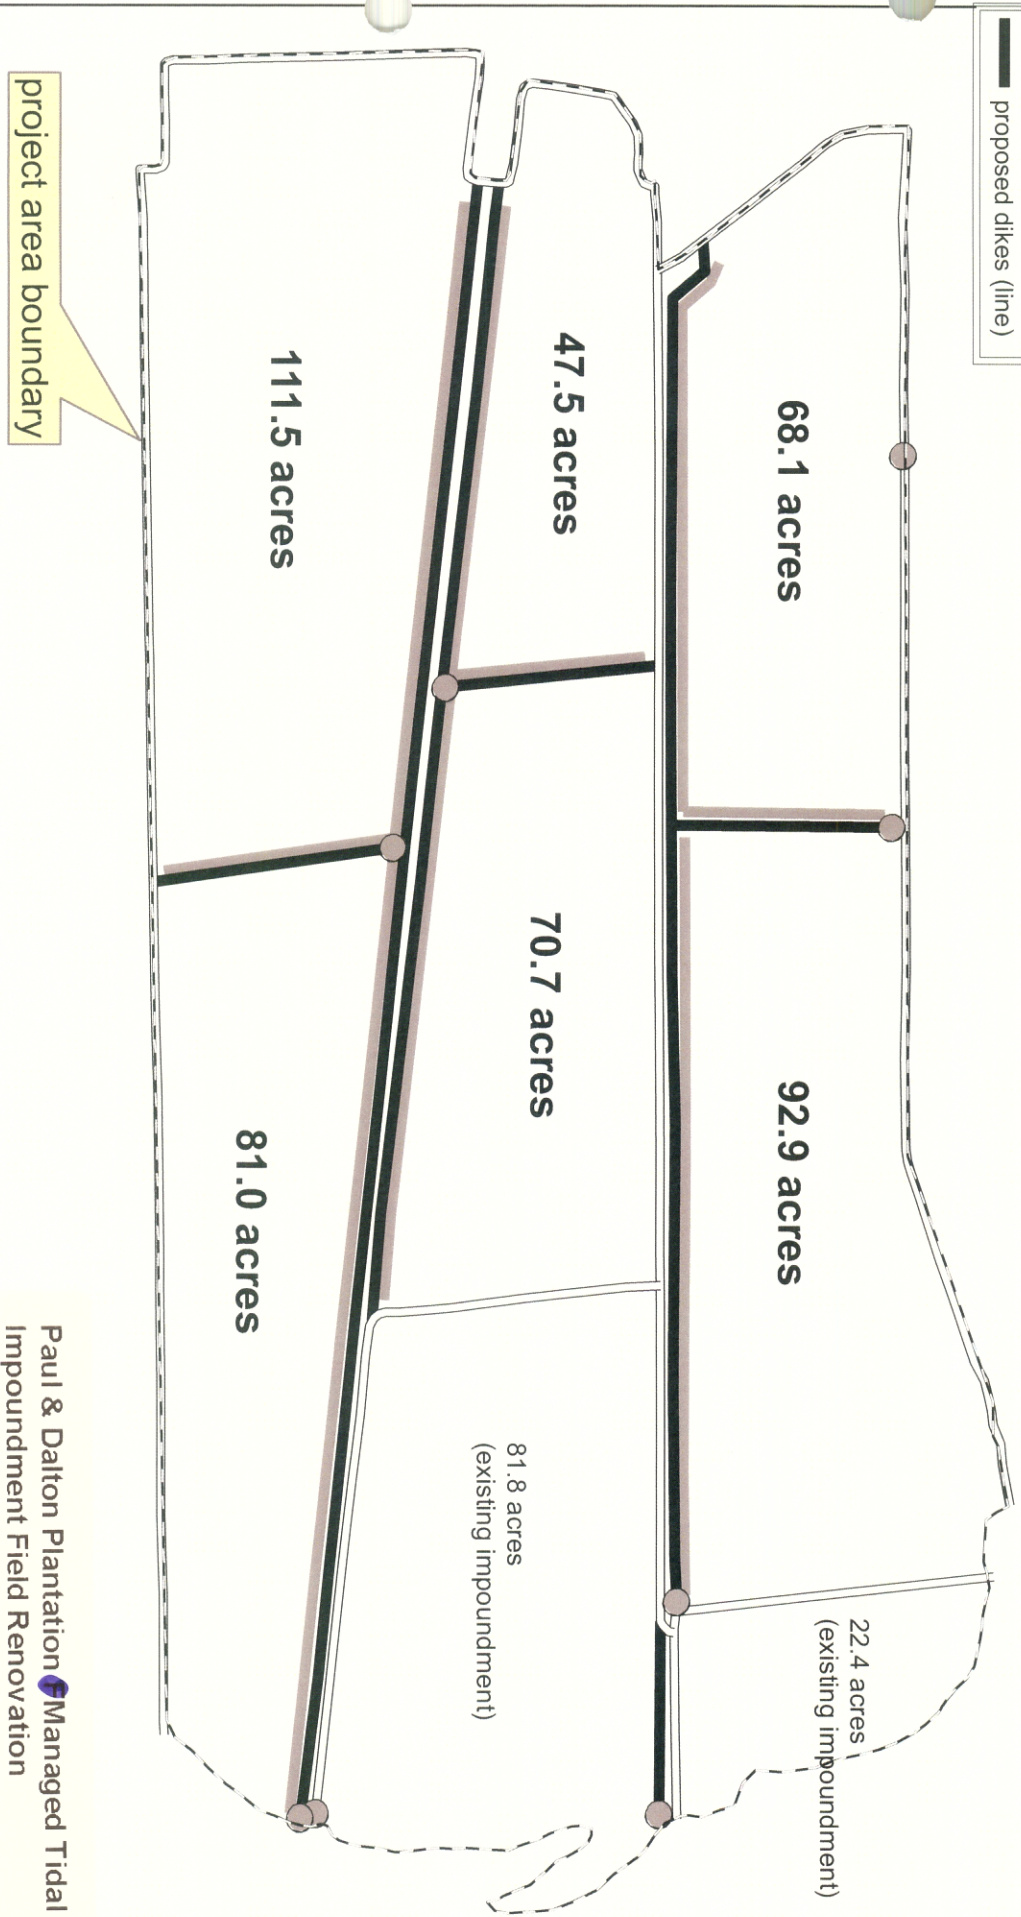 proposed dikes (line)
68.1 acres
92.9 acres
22.4 acres
(existing impoundment)
47.5 acres
70.7 acres
81.8 acres
(existing impoundment)
111.5 acres
81.0 acres
project area boundary
Paul & Dalton Plantation Managed Tidal
Impoundment Field Renovation